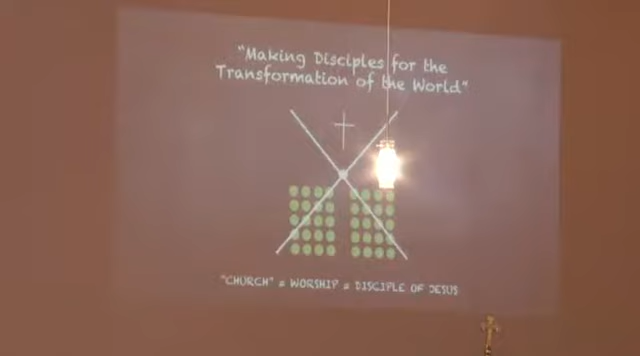 "Making Disciples for the
Transformation of the World"
"CHURCH" = WORSHIP = DISCIPLE OF JESUS